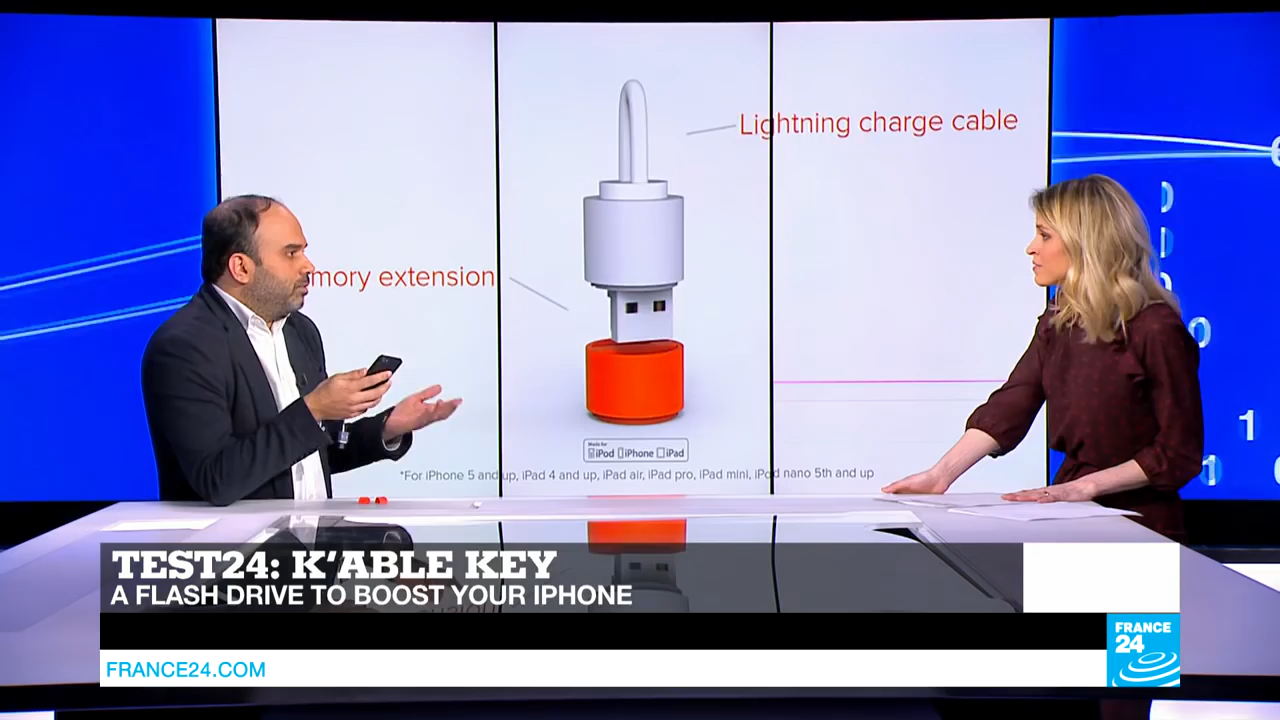 Lightning charge cable
mory extension
Made for
iPod iPhone iPad
*For iPhone 5 and up, iPad 4 and up, iPad air, iPad pro, iPad mini, iPod nano 5th and up
1
1
TEST24: K'ABLE KEY
A FLASH DRIVE TO BOOST YOUR IPHONE
FRANCE 24
FRANCE24.COM